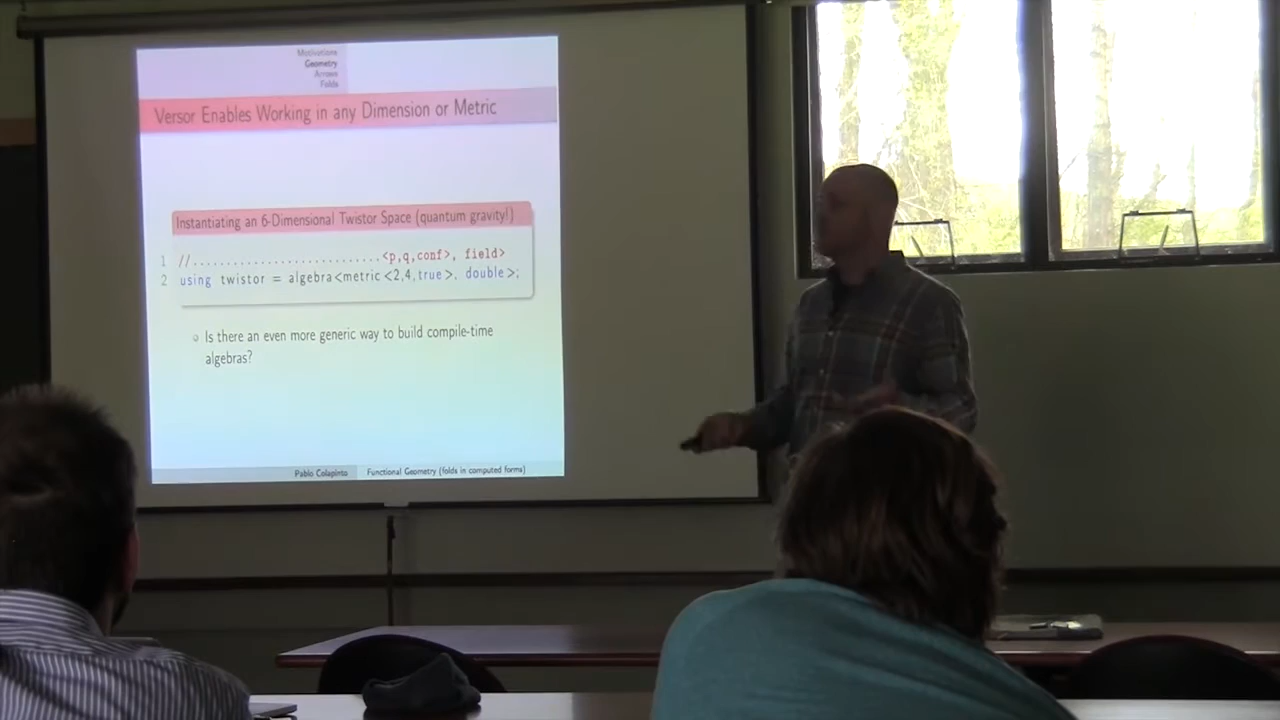 Motivations
Geometry
Arrows
Folds
Versor Enables Working in any Dimension or Metric
Instantiating an 6-Dimensional Twistor Space (quantum gravity!)
1 //.............................<p,q,conf>, field>
2 using twistor = algebra<metric<2,4,true>, double>;
Is there an even more generic way to build compile-time
algebras?
Pablo Colapinto Functional Geometry (folds in computed forms)